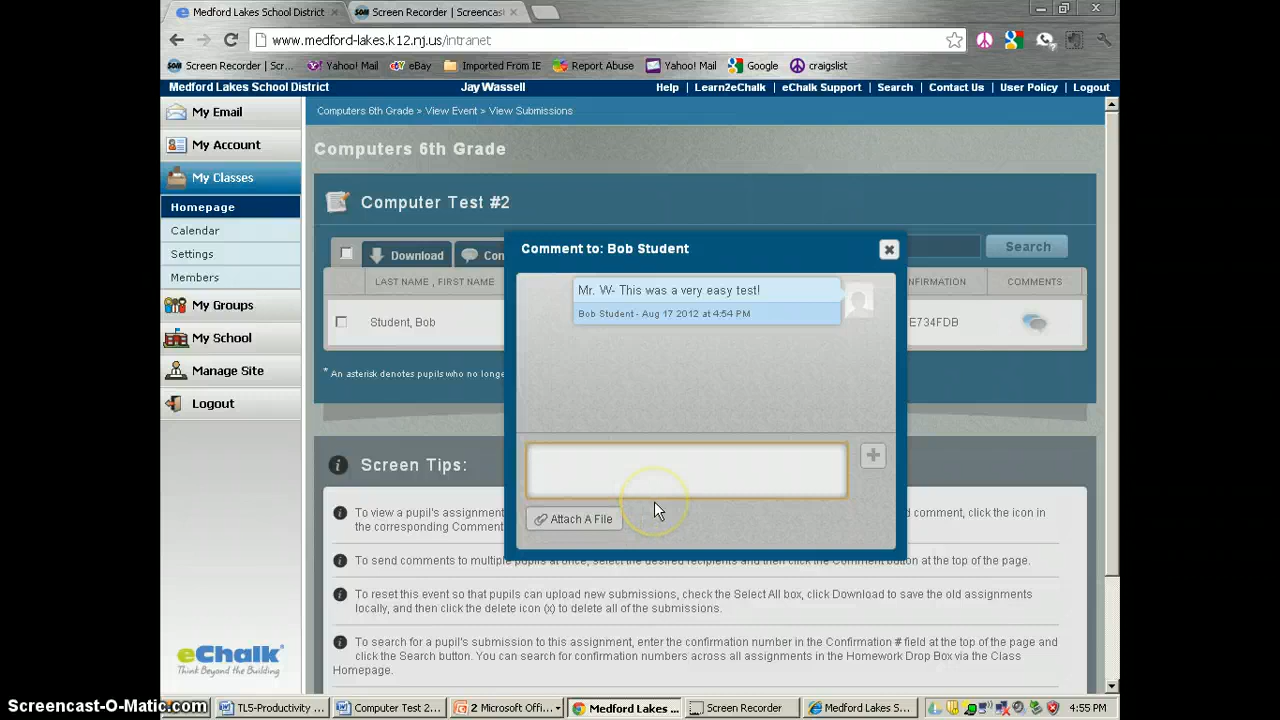 Medford Lakes School District
Screen Recorder | Screencast
www.medford-lakes.k12.nj.us/intranet
Screen Recorder | Scr...
Yahoo! Mail
eBay
Imported From IE
Report Abuse
Yahoo! Mail
Google
craigslist
Medford Lakes School District
Jay Wassell
Help | Learn2eChalk | eChalk Support | Search | Contact Us | User Policy | Logout
My Email
Computers 6th Grade > View Event > View Submissions
My Account
Computers 6th Grade
My Classes
Homepage
Computer Test #2
Calendar
Settings
Members
Download
Con
Search
Comment to: Bob Student
LAST NAME , FIRST NAME
NFIRMATION
COMMENTS
Mr. W- This was a very easy test!
Bob Student - Aug 17 2012 at 4:54 PM
My Groups
Student, Bob
E734FDB
My School
Manage Site
* An asterisk denotes pupils who no longe
Logout
Screen Tips:
Attach A File
To view a pupil's assignment
d comment, click the icon in
the corresponding Comment
To send comments to multiple pupils at once, select the desired recipients and then click the Comment button at the top of the page.
To reset this event so that pupils can upload new submissions, check the Select All box, click Download to save the old assignments
locally, and then click the delete icon (x) to delete all of the submissions.
To search for a pupil's submission to this assignment, enter the confirmation number in the Confirmation # field at the top of the page and
click the Search button. You can search for confirmation numbers across all assignments in the Homework Drop Box via the Class
Homepage.
eChalk
Think Beyond the Building
Screencast-O-Matic.com
TL5-Productivity ...
Computer Test 2...
2 Microsoft Offic...
Medford Lakes ...
Screen Recorder
Medford Lakes S...
4:55 PM